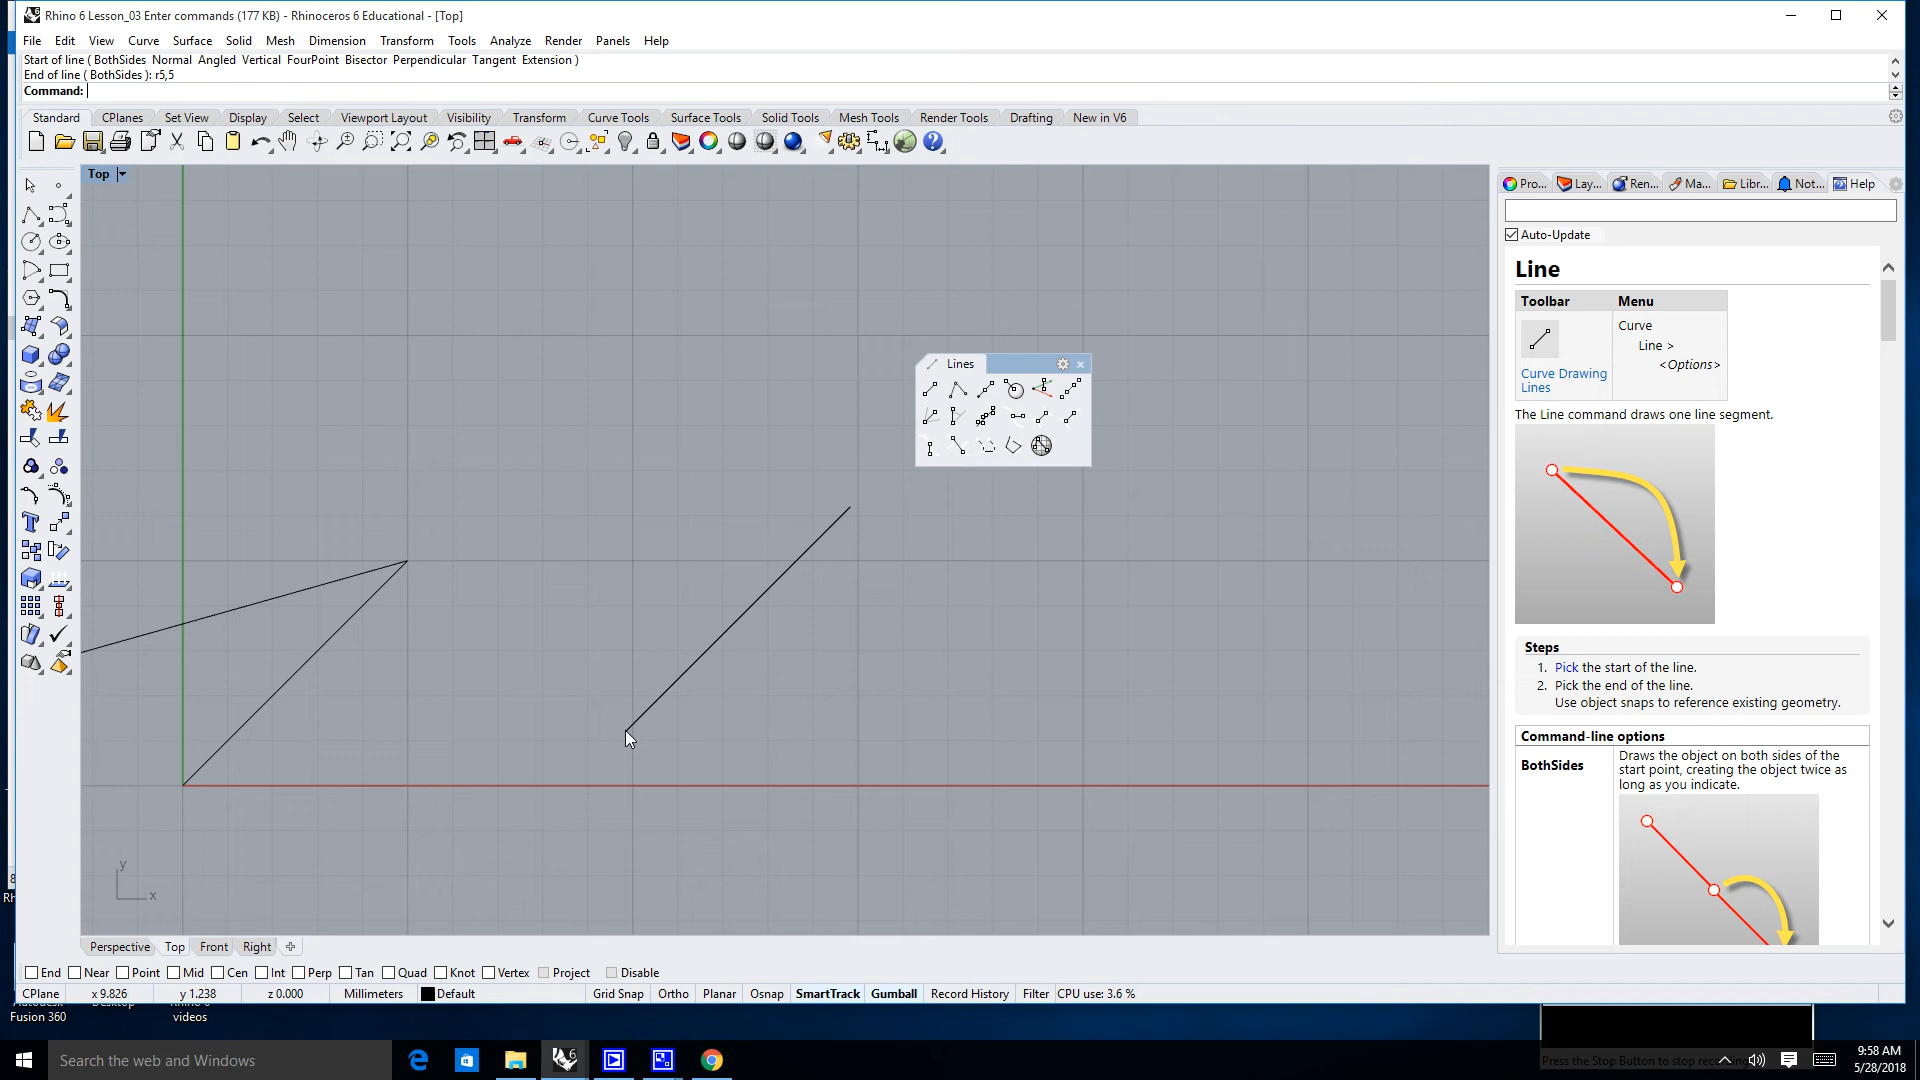 Rhino 6 Lesson_03 Enter commands (177 KB) - Rhinoceros 6 Educational - [Top]
File Edit View Curve Surface Solid Mesh Dimension Transform Tools Analyze Render Panels Help
Start of line ( BothSides Normal Angled Vertical FourPoint Bisector Perpendicular Tangent Extension )
End of line ( BothSides ): r5,5
Command:
Standard CPlanes Set View Display Select Viewport Layout Visibility Transform Curve Tools Surface Tools Solid Tools Mesh Tools Render Tools Drafting New in V6
Top
Pro... Lay... Ren... Ma... Libr... Not... Help
Auto-Update
Line
Toolbar Menu
Curve
Line >
<Options>
Curve Drawing
Lines
The Line command draws one line segment.
Lines
Steps
1. Pick the start of the line.
2. Pick the end of the line.
Use object snaps to reference existing geometry.
Command-line options
BothSides
Draws the object on both sides of the
start point, creating the object twice as
long as you indicate.
y
x
Perspective Top Front Right
End Near Point Mid Cen Int Perp Tan Quad Knot Vertex Project Disable
CPlane x 9.826 y 1.238 z 0.000 Millimeters Default Grid Snap Ortho Planar Osnap SmartTrack Gumball Record History Filter CPU use: 3.6 %
Fusion 360
videos
Search the web and Windows
Press the Stop Button to stop
9:58 AM
5/28/2018